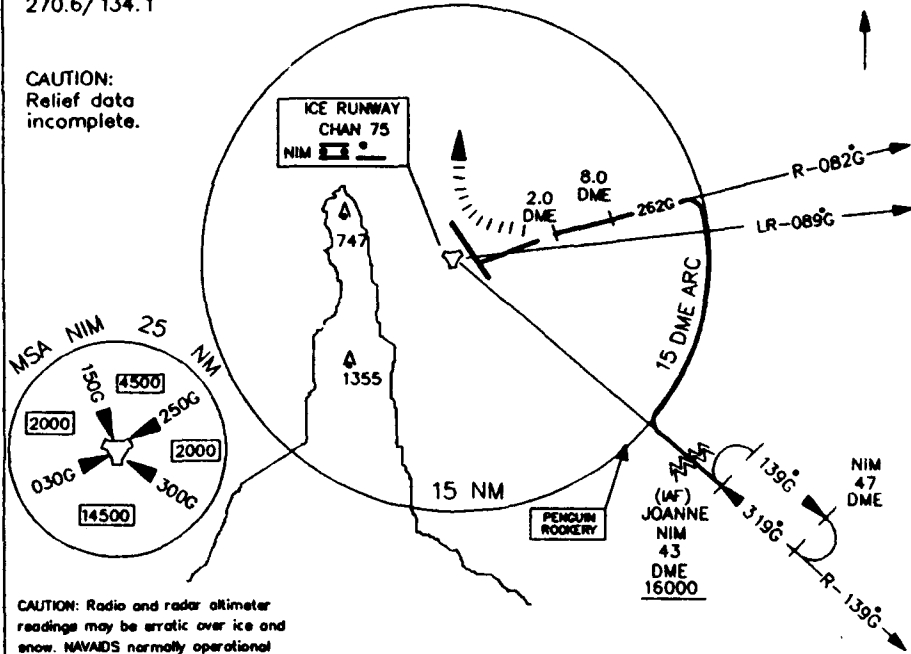 270.6/134.1
CAUTION:
Relief data
incomplete.
ICE RUNWAY
CHAN 75
NIM
747
1355
2.0
DME
8.0
DME
262G
R-082°G
LR-089°G
15 DME ARC
MSA NIM 25 NM
150G
4500
250G
2000
2000
030G
300G
14500
15 NM
PENGUIN
ROOKERY
(IAF)
JOANNE
NIM
43
DME
16000
139°G
319°G
NIM
47
DME
R-139°G
CAUTION: Radio and radar altimeter
readings may be erratic over ice and
snow. NAVAIDS normally operational